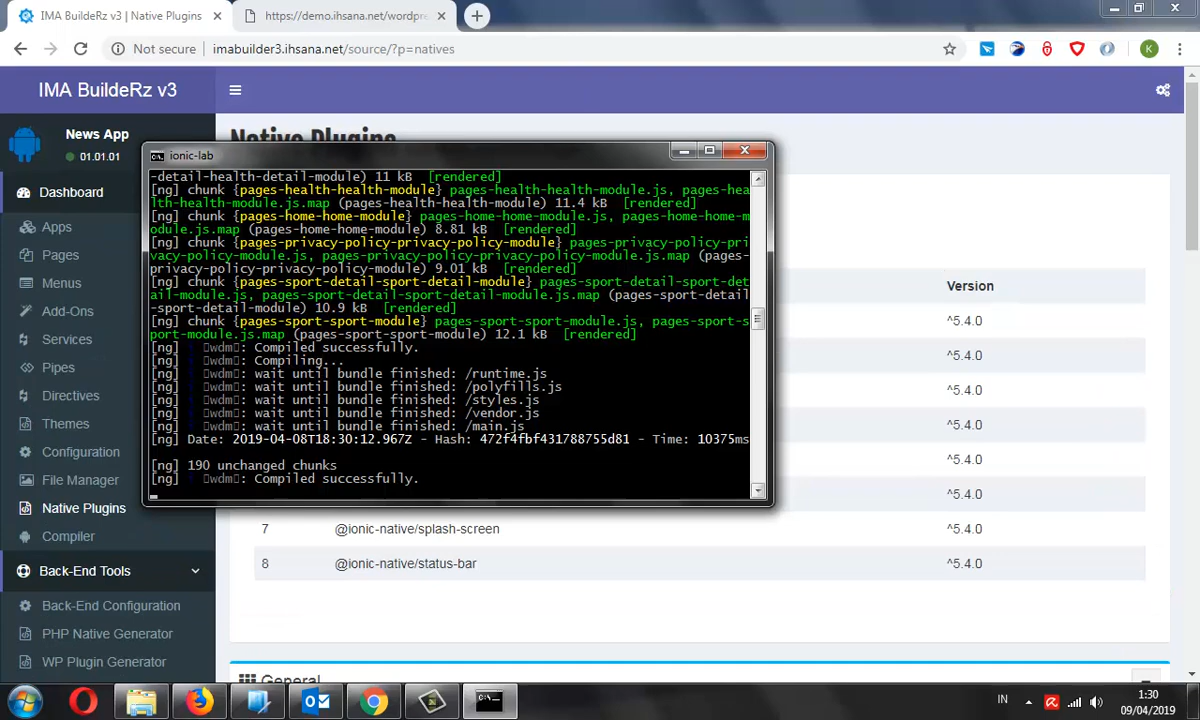 IMA BuildeRz v3 | Native Plugins
https://demo.ihsana.net/wordpre
Not secure
imabuilder3.ihsana.net/source/?p=natives
K
IMA BuildeRz v3
News App
01.01.01
Dashboard
Apps
Pages
Menus
Add-Ons
Services
Pipes
Directives
Themes
Configuration
File Manager
Native Plugins
Compiler
Back-End Tools
Back-End Configuration
PHP Native Generator
WP Plugin Generator
Native Plugins
ionic-lab
-detail-health-detail-module) 11 kB  [rendered]
[ng] chunk {pages-health-health-module} pages-health-health-module.js, pages-hea
lth-health-module.js.map (pages-health-health-module) 11.4 kB  [rendered]
[ng] chunk {pages-home-home-module} pages-home-home-module.js, pages-home-home-m
odule.js.map (pages-home-home-module) 8.81 kB  [rendered]
[ng] chunk {pages-privacy-policy-privacy-policy-module} pages-privacy-policy-pri
vacy-policy-module.js, pages-privacy-policy-privacy-policy-module.js.map (pages-
privacy-policy-privacy-policy-module) 9.01 kB  [rendered]
[ng] chunk {pages-sport-detail-sport-detail-module} pages-sport-detail-sport-det
ail-module.js, pages-sport-detail-sport-detail-module.js.map (pages-sport-detail
-sport-detail-module) 10.9 kB  [rendered]
[ng] chunk {pages-sport-sport-module} pages-sport-sport-module.js, pages-sport-s
port-module.js.map (pages-sport-sport-module) 12.1 kB  [rendered]
[ng] wdm: Compiled successfully.
[ng] wdm: Compiling...
[ng] wdm: wait until bundle finished: /runtime.js
[ng] wdm: wait until bundle finished: /polyfills.js
[ng] wdm: wait until bundle finished: /styles.js
[ng] wdm: wait until bundle finished: /vendor.js
[ng] wdm: wait until bundle finished: /main.js
[ng] Date: 2019-04-08T18:30:12.967Z - Hash: 472f4fbf431788755d81 - Time: 10375ms
[ng] 190 unchanged chunks
[ng] wdm: Compiled successfully.
Version
^5.4.0
^5.4.0
^5.4.0
^5.4.0
^5.4.0
^5.4.0
7 @ionic-native/splash-screen ^5.4.0
8 @ionic-native/status-bar ^5.4.0
General
IN
1:30
09/04/2019